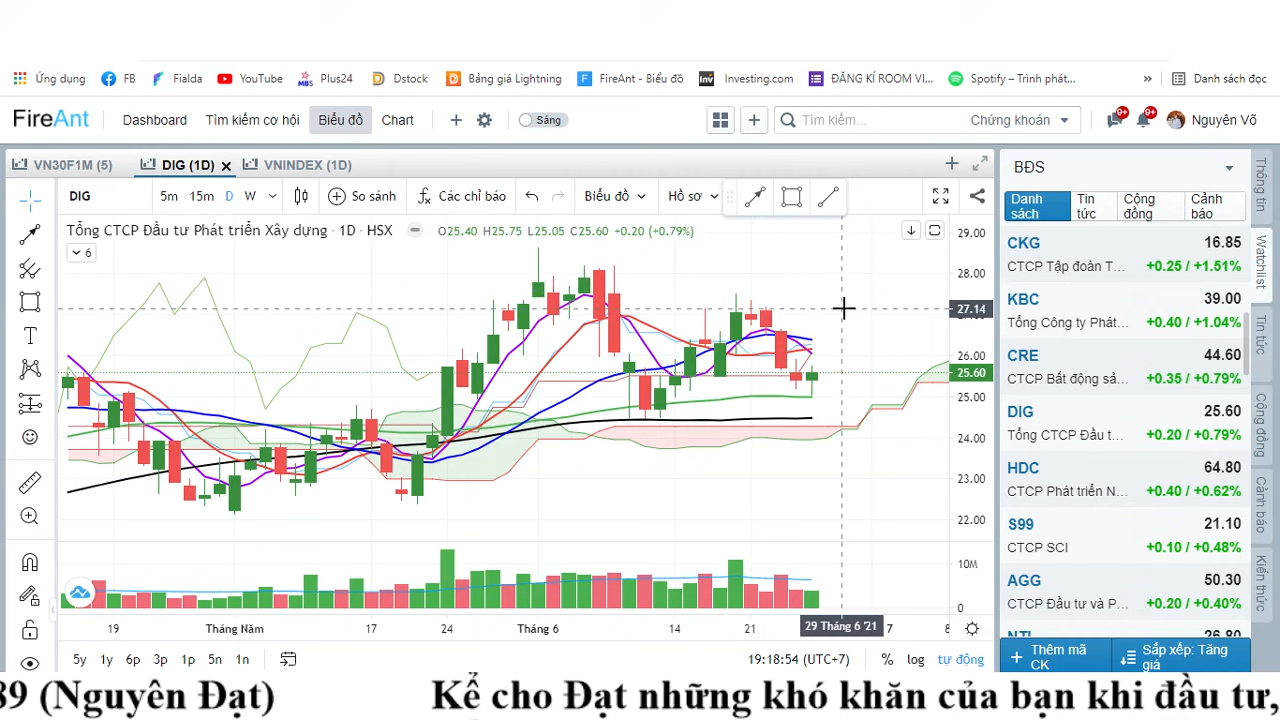 Ứng dụng FB Fialda YouTube MBS Plus24 Dstock Bảng giá Lightning FireAnt - Biểu đồ inv Investing.com ĐĂNG KÍ ROOM VI... Spotify – Trình phát... » Danh sách đọc
FireAnt Dashboard Tìm kiếm cơ hội Biểu đồ Chart Sáng Tìm kiếm... Chứng khoán 9+ 9+ Nguyên Võ
VN30F1M (5) DIG (1D) VNINDEX (1D)
DIG 5m 15m D W So sánh Các chỉ báo Biểu đồ Hồ sơ
Tổng CTCP Đầu tư Phát triển Xây dựng · 1D · HSX O25.40 H25.75 L25.05 C25.60 +0.20 (+0.79%)
6
29.00
28.00
27.14
26.00
25.60
25.00
24.00
23.00
22.00
10M
0
19 Tháng Năm 17 24 Tháng 6 14 21 29 Tháng 6 '21 7 8
5y 1y 6p 3p 1p 5n 1n 19:18:54 (UTC+7) % log tự động
BĐS
Danh sách Tin tức Cộng đồng Cảnh báo
CKG 16.85
CTCP Tập đoàn T... +0.25 / +1.51%
KBC 39.00
Tổng Công ty Phát... +0.40 / +1.04%
CRE 44.60
CTCP Bất động sả... +0.35 / +0.79%
DIG 25.60
Tổng CTCP Đầu t... +0.20 / +0.79%
HDC 64.80
CTCP Phát triển N... +0.40 / +0.62%
S99 21.10
CTCP SCI +0.10 / +0.48%
AGG 50.30
CTCP Đầu tư và P... +0.20 / +0.40%
NTL 26.80
Thêm mã CK Sắp xếp: Tăng giá
Thông tin
Watchlist
Tin tức
Cộng đồng
Cảnh báo
Kiến thức
89 (Nguyên Đạt) Kể cho Đạt những khó khăn của bạn khi đầu tư,